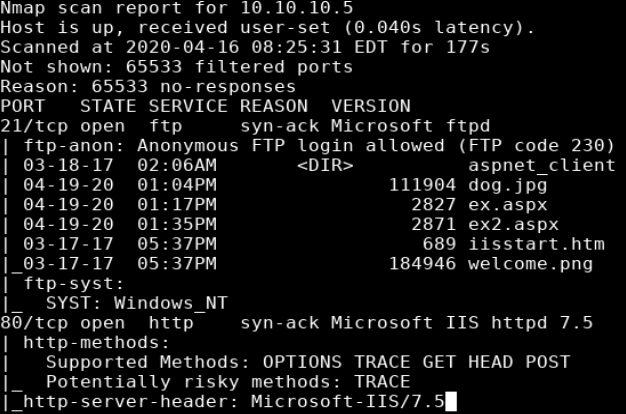 Nmap scan report for 10.10.10.5
Host is up, received user-set (0.040s latency).
Scanned at 2020-04-16 08:25:31 EDT for 177s
Not shown: 65533 filtered ports
Reason: 65533 no-responses
PORT   STATE SERVICE REASON  VERSION
21/tcp open  ftp     syn-ack Microsoft ftpd
| ftp-anon: Anonymous FTP login allowed (FTP code 230)
| 03-18-17  02:06AM       <DIR>          aspnet_client
| 04-19-20  01:04PM               111904 dog.jpg
| 04-19-20  01:17PM                 2827 ex.aspx
| 04-19-20  01:35PM                 2871 ex2.aspx
| 03-17-17  05:37PM                  689 iisstart.htm
|_03-17-17  05:37PM               184946 welcome.png
| ftp-syst:
|_  SYST: Windows_NT
80/tcp open  http    syn-ack Microsoft IIS httpd 7.5
| http-methods:
|   Supported Methods: OPTIONS TRACE GET HEAD POST
|_  Potentially risky methods: TRACE
|_http-server-header: Microsoft-IIS/7.5